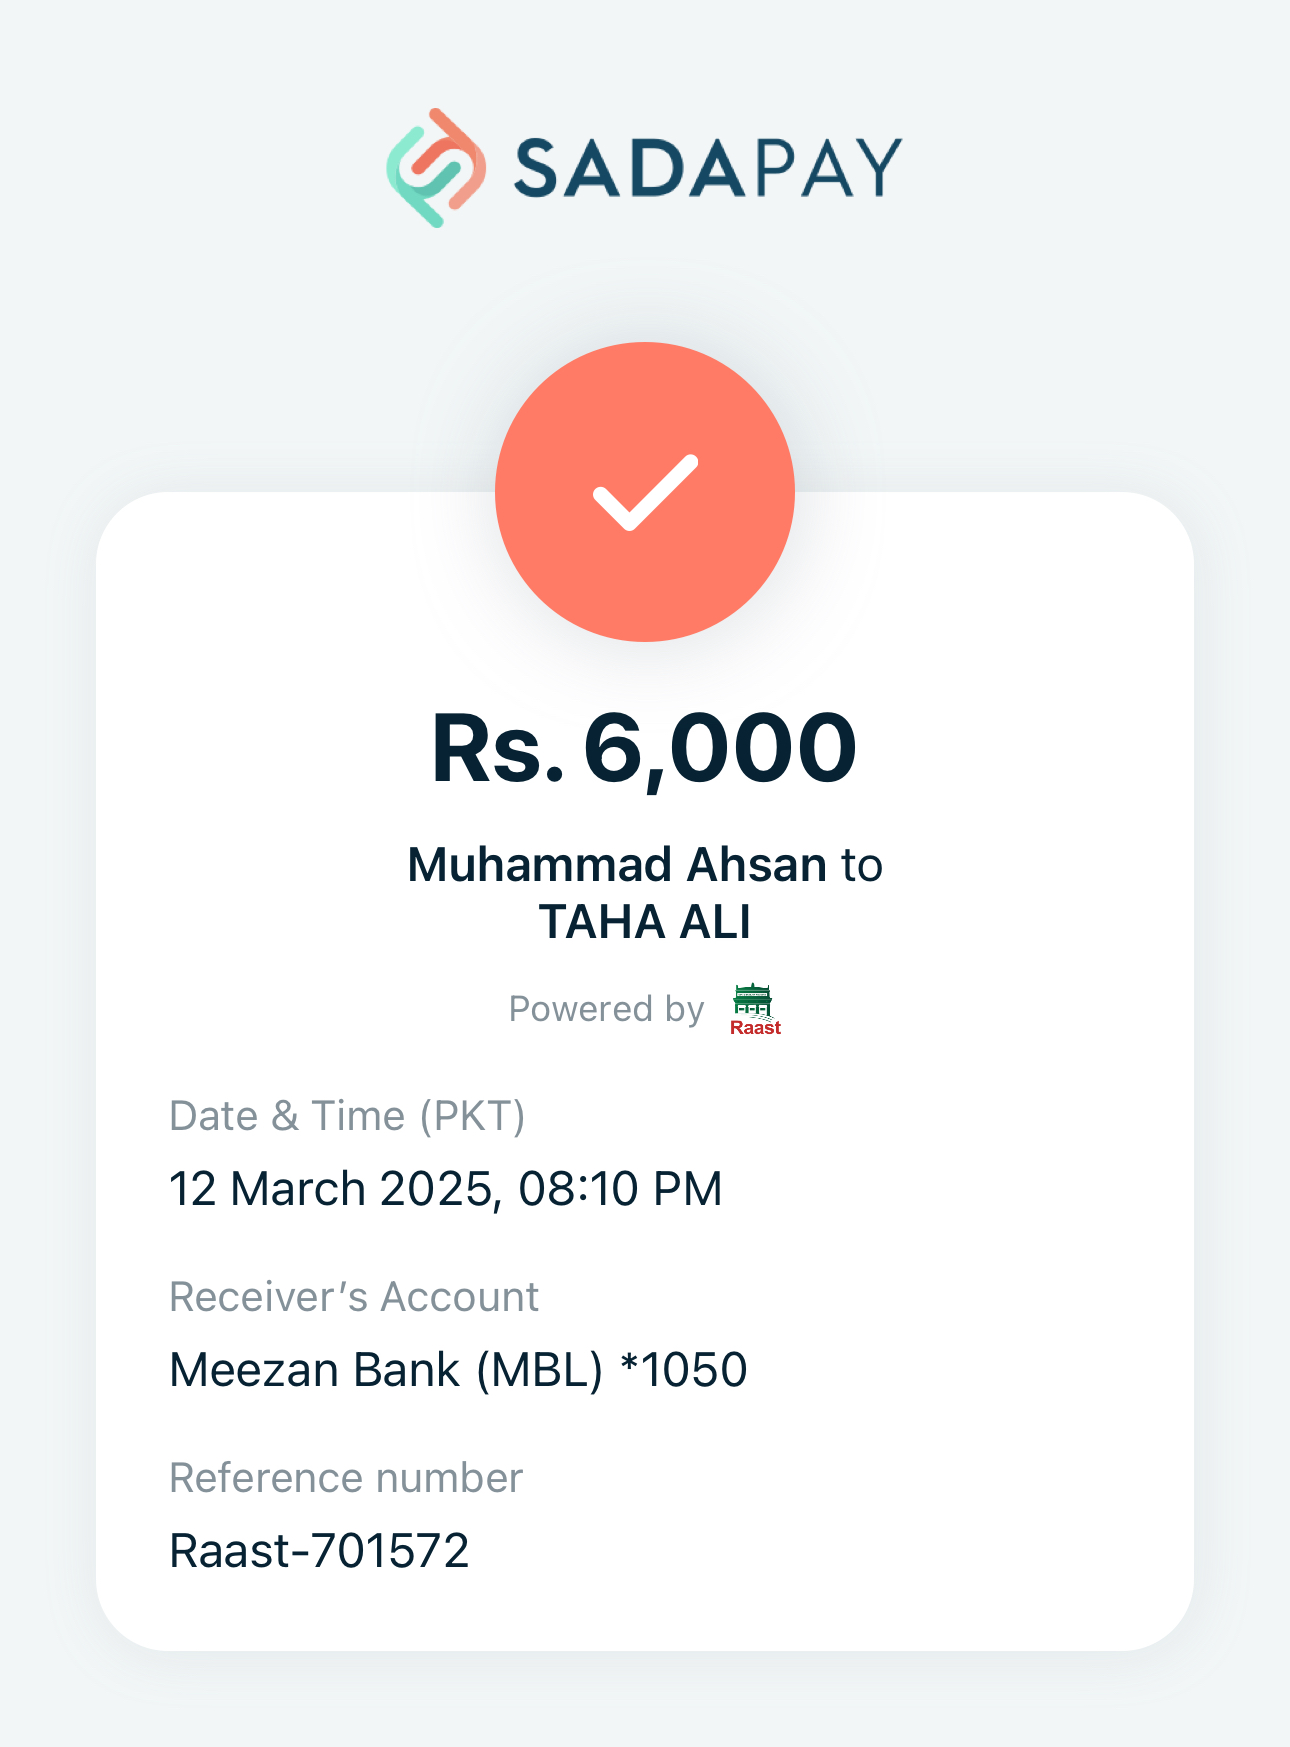 SADAPAY
Rs. 6,000
Muhammad Ahsan to
TAHA ALI
Powered by Raast
Date & Time (PKT)
12 March 2025, 08:10 PM
Receiver’s Account
Meezan Bank (MBL) *1050
Reference number
Raast-701572